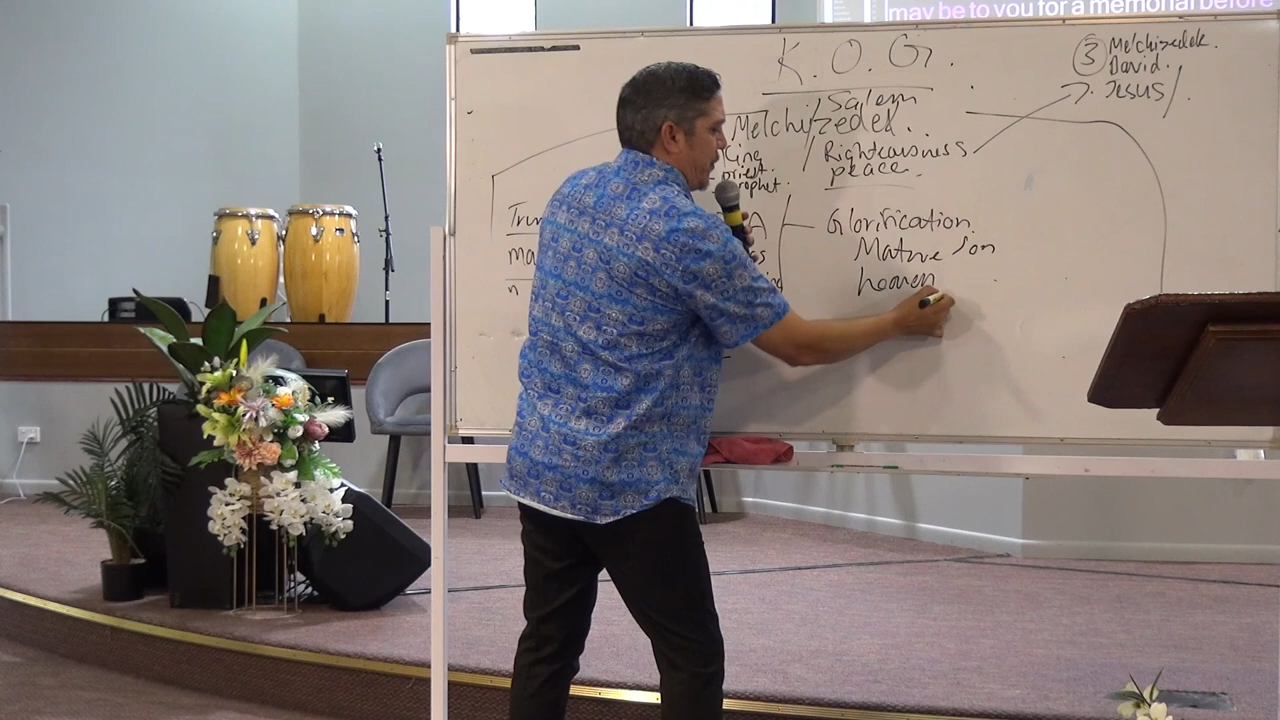 may be to you for a memorial before
K. O. G.
③ Melchizedek.
David.
Jesus
Salem
Melchizedek.
King
priest
prophet.
Righteousness
peace.
Glorification.
Mature Son
heaven